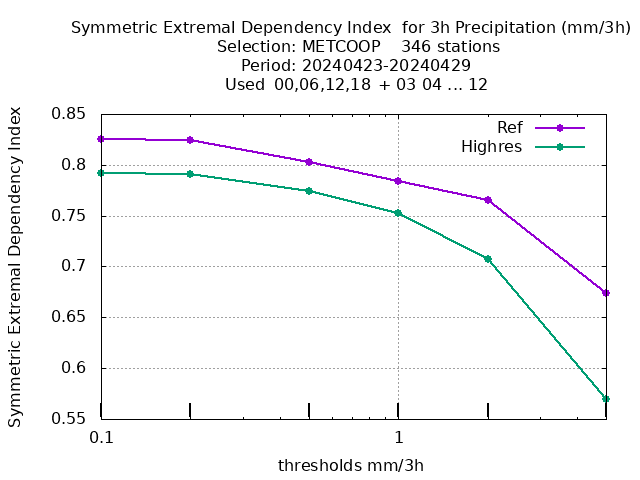 Symmetric Extremal Dependency Index  for 3h Precipitation (mm/3h)
Selection: METCOOP    346 stations
Period: 20240423-20240429
Used  00,06,12,18 + 03 04 ... 12
Symmetric Extremal Dependency Index
0.85
0.8
0.75
0.7
0.65
0.6
0.55
Ref
Highres
0.1
1
thresholds mm/3h